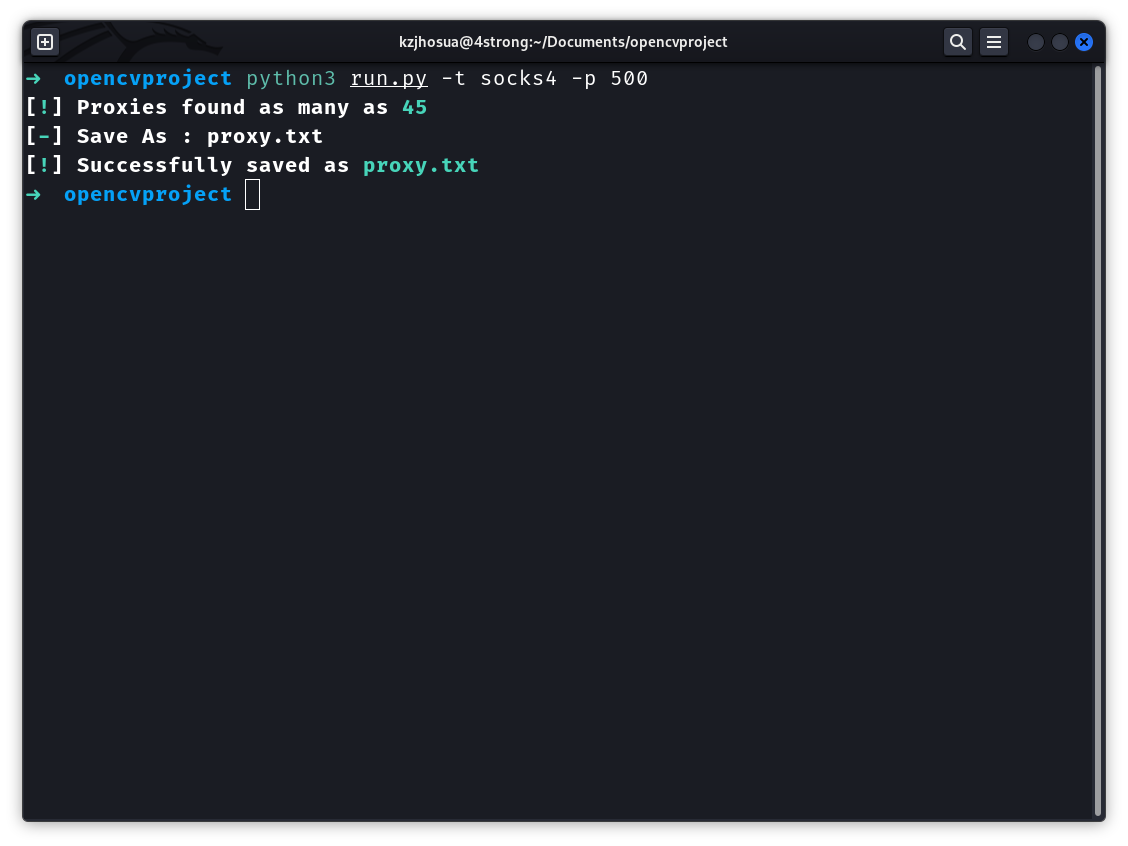 kzjhosua@4strong:~/Documents/opencvproject
➜ opencvproject python3 run.py -t socks4 -p 500
[!] Proxies found as many as 45
[-] Save As : proxy.txt
[!] Successfully saved as proxy.txt
➜ opencvproject